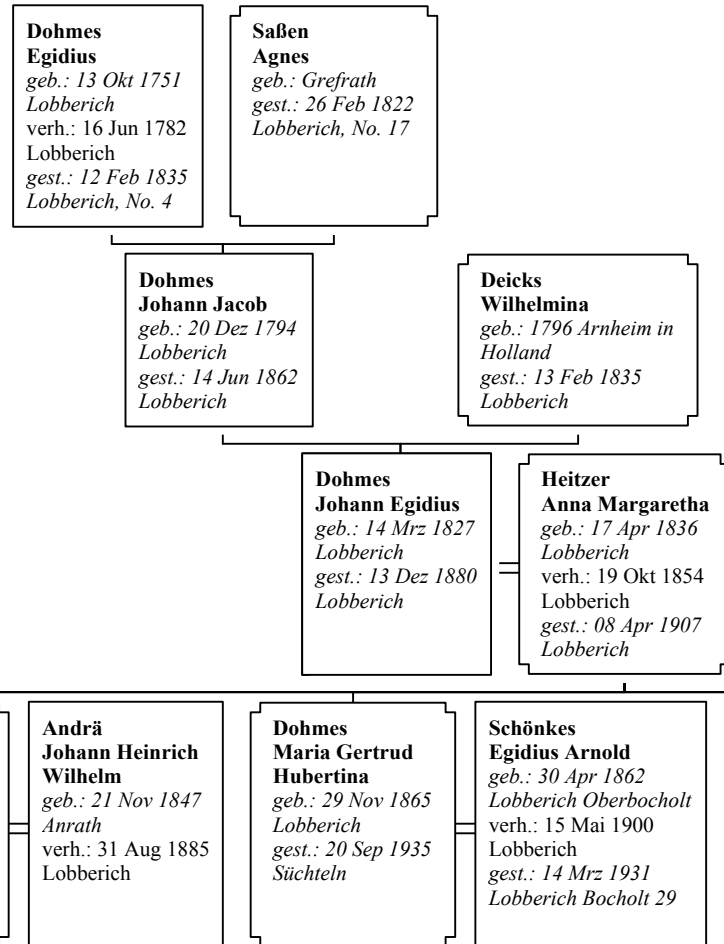 Dohmes
Egidius
geb.: 13 Okt 1751
Lobberich
verh.: 16 Jun 1782
Lobberich
gest.: 12 Feb 1835
Lobberich, No. 4
Saßen
Agnes
geb.: Grefrath
gest.: 26 Feb 1822
Lobberich, No. 17
Dohmes
Johann Jacob
geb.: 20 Dez 1794
Lobberich
gest.: 14 Jun 1862
Lobberich
Deicks
Wilhelmina
geb.: 1796 Arnheim in
Holland
gest.: 13 Feb 1835
Lobberich
Dohmes
Johann Egidius
geb.: 14 Mrz 1827
Lobberich
gest.: 13 Dez 1880
Lobberich
Heitzer
Anna Margaretha
geb.: 17 Apr 1836
Lobberich
verh.: 19 Okt 1854
Lobberich
gest.: 08 Apr 1907
Lobberich
Andrä
Johann Heinrich
Wilhelm
geb.: 21 Nov 1847
Anrath
verh.: 31 Aug 1885
Lobberich
Dohmes
Maria Gertrud
Hubertina
geb.: 29 Nov 1865
Lobberich
gest.: 20 Sep 1935
Süchteln
Schönkes
Egidius Arnold
geb.: 30 Apr 1862
Lobberich Oberbocholt
verh.: 15 Mai 1900
Lobberich
gest.: 14 Mrz 1931
Lobberich Bocholt 29